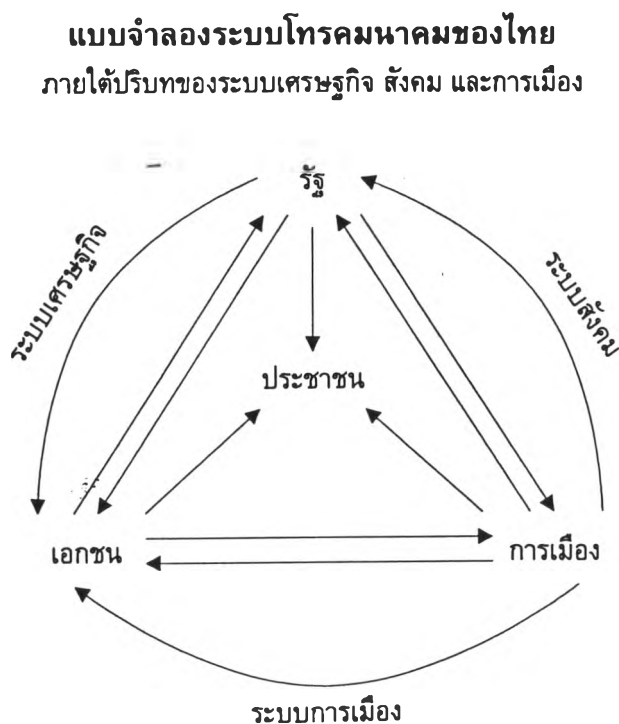 แบบจำลองระบบโทรคมนาคมของไทย
ภายใต้ปริบทของระบบเศรษฐกิจ สังคม และการเมือง
รัฐ
ระบบเศรษฐกิจ
ระบบสังคม
ประชาชน
เอกชน
การเมือง
ระบบการเมือง